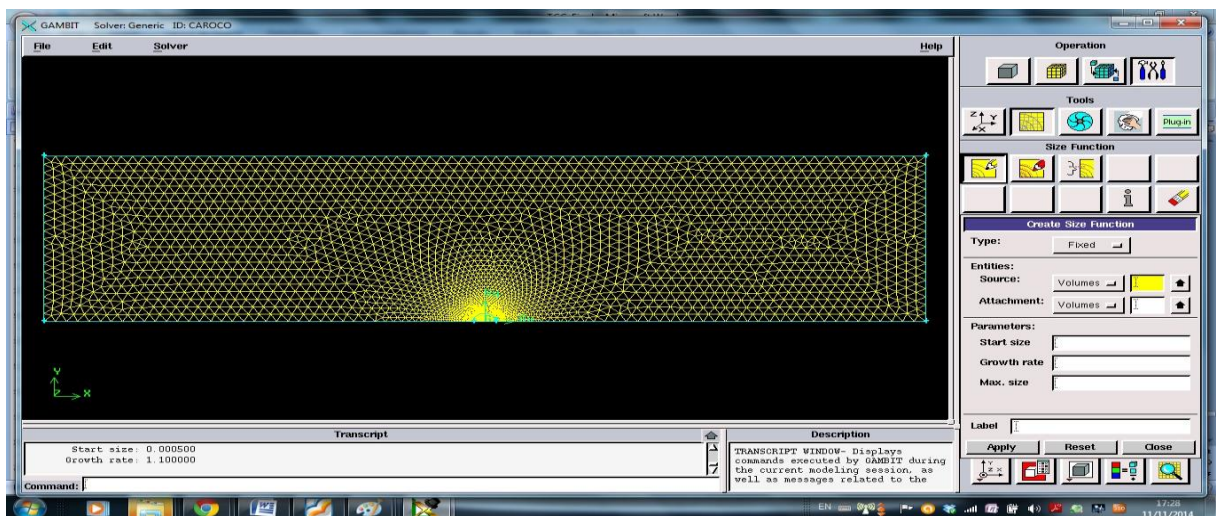 GAMBIT Solver: Generic ID: CAROCO
File Edit Solver Help
Operation
Tools
Z Y X
Plug-in
Size Function
Create Size Function
Type: Fixed
Entities:
Source: Volumes
Attachment: Volumes
Parameters:
Start size
Growth rate
Max. size
Label
Apply Reset Close
Y
Z X
Transcript
Start size: 0.000500
Growth rate: 1.100000
Description
TRANSCRIPT WINDOW- Displays
commands executed by GAMBIT during
the current modeling session, as
well as messages related to the
Command:
EN 17:28
11/11/2014